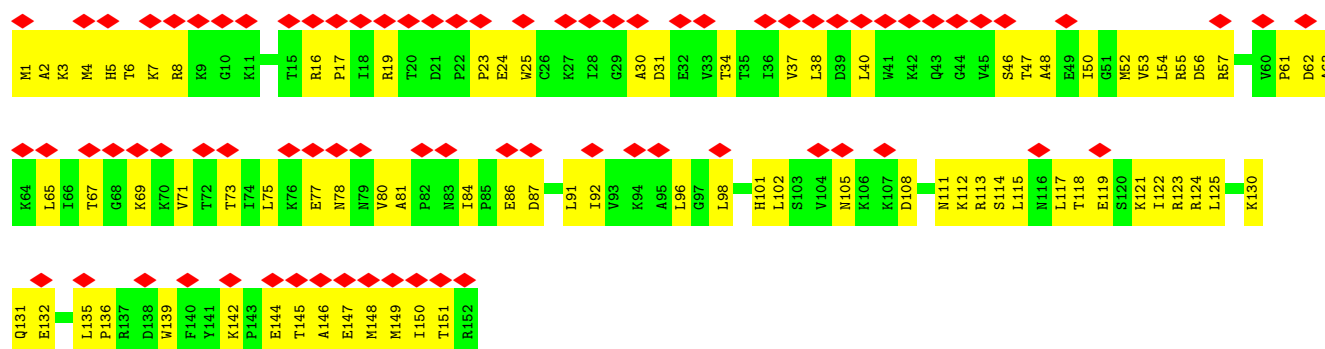 M1 A2 K3 M4 H5 T6 K7 R8 K9 G10 K11 T15 R16 P17 I18 R19 T20 D21 P22 P23 E24 W25 C26 K27 I28 G29 A30 D31 E32 V33 T34 T35 I36 V37 L38 D39 L40 W41 K42 Q43 G44 V45 S46 T47 A48 E49 I50 G51 M52 V53 L54 R55 D56 R57 V60 P61 D62
K64 L65 I66 T67 G68 K69 K70 V71 T72 T73 I74 L75 K76 E77 N78 N79 V80 A81 P82 N83 I84 P85 E86 D87 L91 I92 V93 K94 A95 L96 G97 L98 H101 L102 S103 V104 N105 K106 K107 D108 N111 K112 R113 S114 L115 N116 L117 T118 E119 S120 K121 I122 R123 R124 L125 K130
Q131 E132 L135 P136 R137 D138 W139 F140 Y141 K142 P143 E144 T145 A146 E147 M148 M149 I150 T151 R152